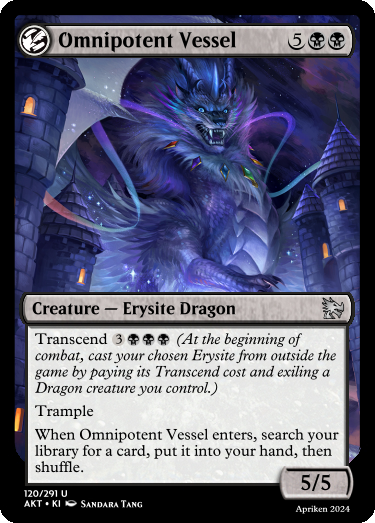 Omnipotent Vessel 5
Creature — Erysite Dragon
Transcend 3 (At the beginning of
combat, cast your chosen Erysite from outside the
game by paying its Transcend cost and exiling a
Dragon creature you control.)
Trample
When Omnipotent Vessel enters, search your
library for a card, put it into your hand, then
shuffle.
5/5
120/291 U
AKT • KI Sandara Tang
Apriken 2024